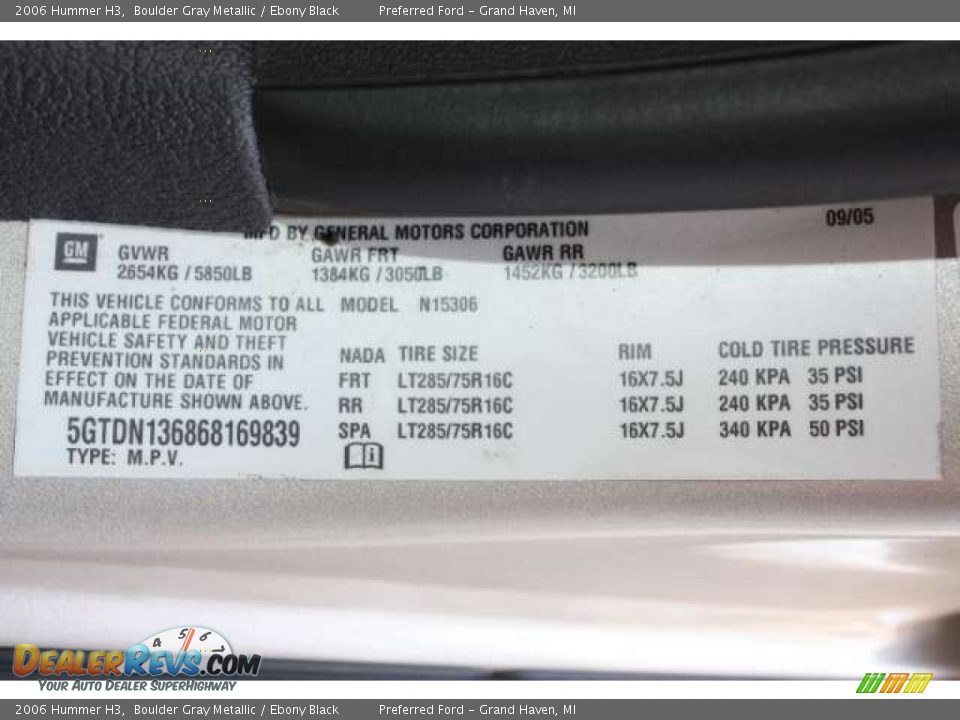 2006 Hummer H3, Boulder Gray Metallic / Ebony Black Preferred Ford - Grand Haven, MI
MFD BY GENERAL MOTORS CORPORATION 09/05
GM GVWR GAWR FRT GAWR RR
2654KG / 5850LB 1384KG / 3050LB 1452KG / 3200LB
THIS VEHICLE CONFORMS TO ALL MODEL N15306
APPLICABLE FEDERAL MOTOR
VEHICLE SAFETY AND THEFT
PREVENTION STANDARDS IN
EFFECT ON THE DATE OF
MANUFACTURE SHOWN ABOVE.
5GTDN136868169839
TYPE: M.P.V.
NADA TIRE SIZE RIM COLD TIRE PRESSURE
FRT LT285/75R16C 16X7.5J 240 KPA 35 PSI
RR LT285/75R16C 16X7.5J 240 KPA 35 PSI
SPA LT285/75R16C 16X7.5J 340 KPA 50 PSI
4 5 6 7
DEALERREVS.COM
YOUR AUTO DEALER SUPERHIGHWAY
2006 Hummer H3, Boulder Gray Metallic / Ebony Black Preferred Ford - Grand Haven, MI